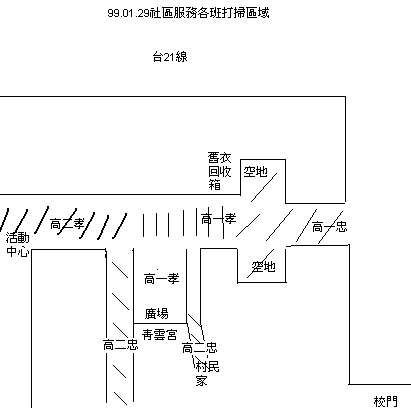 99.01.29社區服務各班打掃區域
台21線
舊衣
回收
箱
空地
高二孝
高一孝
高一忠
活動
中心
空地
高一孝
廣場
青雲宮
高二忠
高二忠
村民
家
校門